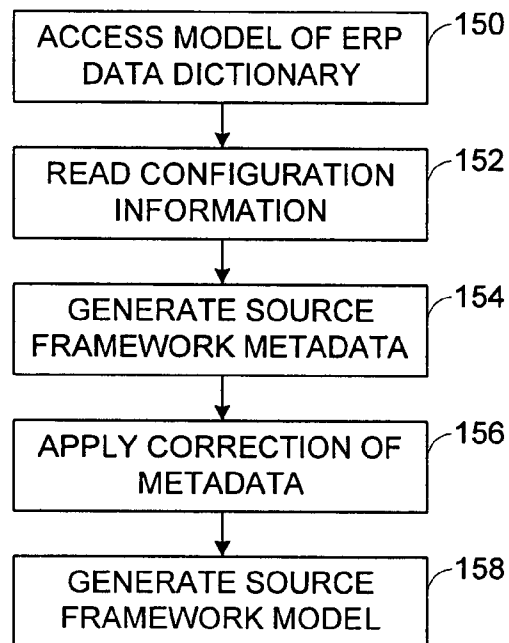 ACCESS MODEL OF ERP
DATA DICTIONARY
150
READ CONFIGURATION
INFORMATION
152
GENERATE SOURCE
FRAMEWORK METADATA
154
APPLY CORRECTION OF
METADATA
156
GENERATE SOURCE
FRAMEWORK MODEL
158